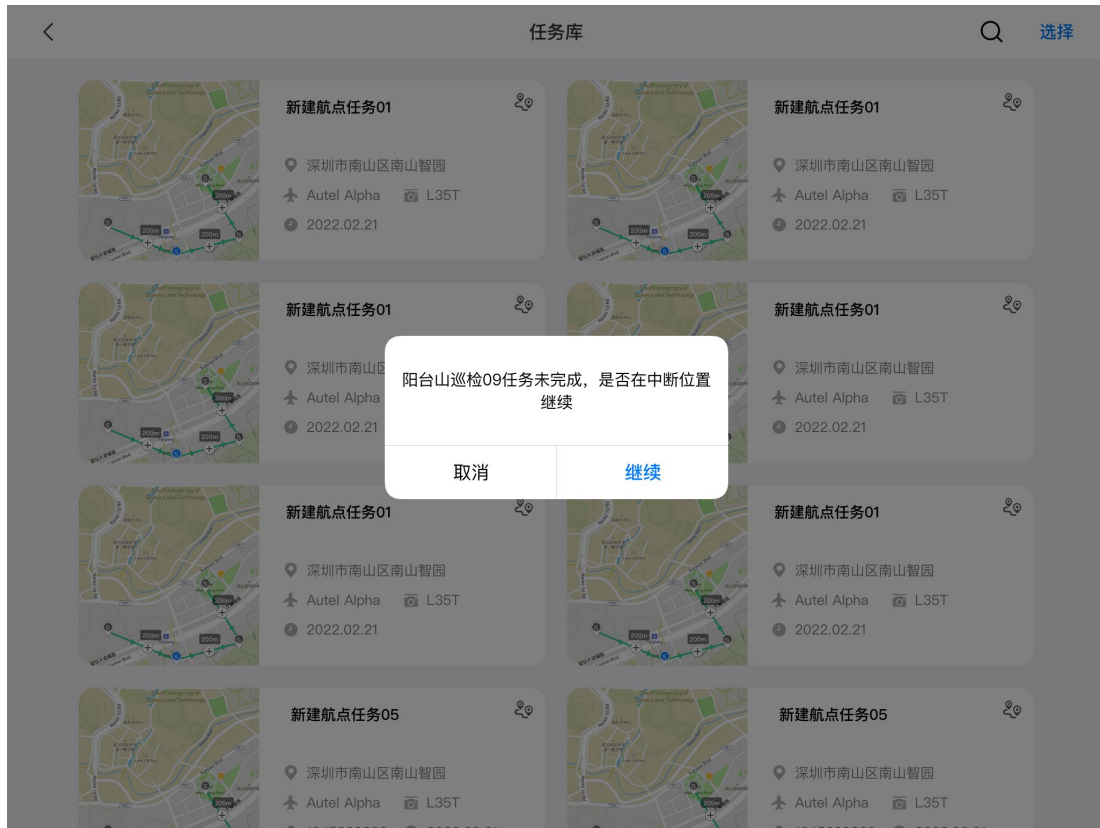 任务库
选择
新建航点任务01
深圳市南山区南山智园
Autel Alpha L35T
2022.02.21
新建航点任务01
深圳市南山区南山智园
Autel Alpha L35T
2022.02.21
新建航点任务01
深圳市南山区
Autel Alpha
2022.02.21
新建航点任务01
深圳市南山区南山智园
Autel Alpha L35T
2022.02.21
阳台山巡检09任务未完成，是否在中断位置
继续
取消
继续
新建航点任务01
深圳市南山区南山智园
Autel Alpha L35T
2022.02.21
新建航点任务01
深圳市南山区南山智园
Autel Alpha L35T
2022.02.21
新建航点任务05
深圳市南山区南山智园
Autel Alpha L35T
新建航点任务05
深圳市南山区南山智园
Autel Alpha L35T